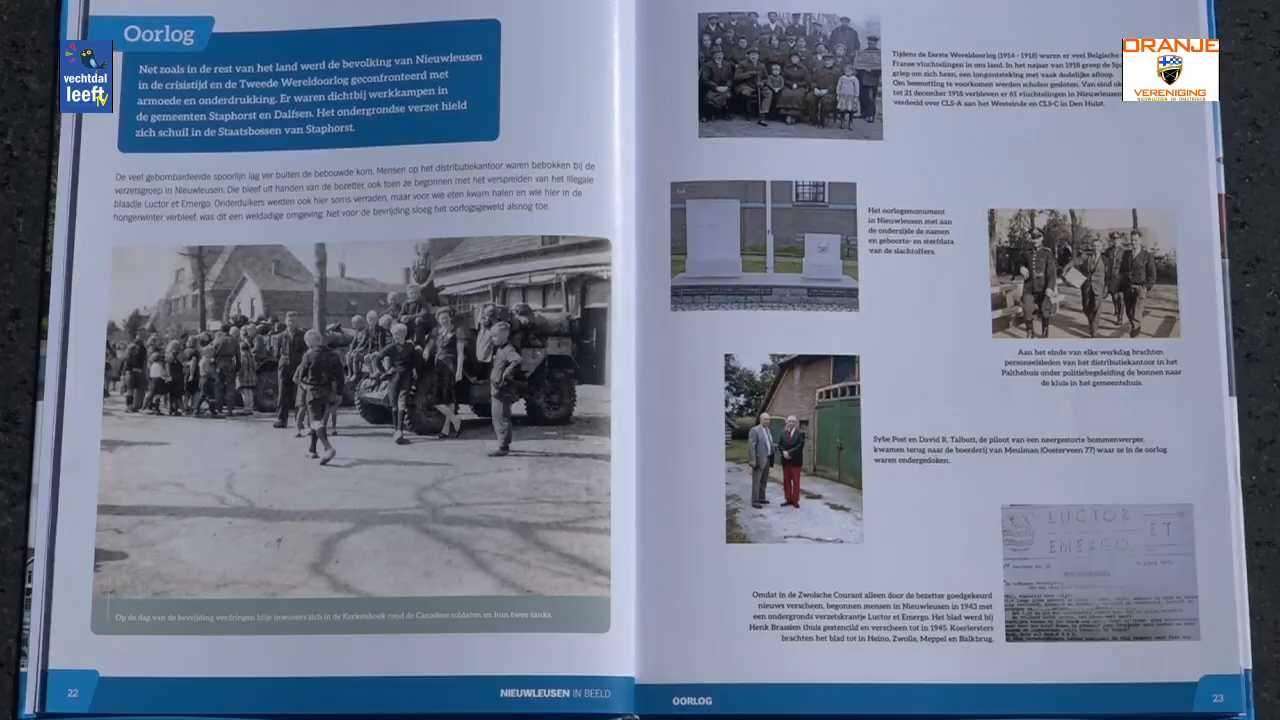 Oorlog
vechtdal
leeft
TV
Net zoals in de rest van het land werd de bevolking van Nieuwleusen
in de crisistijd en de Tweede Wereldoorlog geconfronteerd met
armoede en onderdrukking. Er waren dichtbij werkkampen in
de gemeenten Staphorst en Dalfsen. Het ondergrondse verzet hield
zich schuil in de Staatsbossen van Staphorst.
De veel gebombardeerde spoorlijn lag ver buiten de bebouwde kom. Mensen op het distributiekantoor waren betrokken bij de
verzetsgroep in Nieuwleusen. Die bleef uit handen van de bezetter, ook toen ze begonnen met het verspreiden van het illegale
blaadje Luctor et Emergo. Onderduikers werden ook hier soms verraden, maar voor wie eten kwam halen en wie hier in de
hongerwinter verbleef, was dit een weldadige omgeving. Net voor de bevrijding sloeg het oorlogsgeweld alsnog toe.
Op de dag van de bevrijding verdringen blije inwoners zich in de Kerkenhoek rond de Canadese soldaten en hun twee tanks.
22
NIEUWLEUSEN IN BEELD
Tijdens de Eerste Wereldoorlog (1914 - 1918) waren er veel Belgische
Franse vluchtelingen in ons land. In het najaar van 1918 greep de
griep om zich heen, een longontsteking met vaak dodelijke afloop.
Om besmetting te voorkomen werden scholen gesloten. Van eind
tot 21 december 1918 verbleven er 61 vluchtelingen in
verdeeld over CLS-A aan het Westeinde en CLS-C in Den Hulst.
ORANJE
VERENIGING
NIEUWLEUSEN EN OMSTREKEN
Het oorlogsmonument
in Nieuwleusen met aan
de onderzijde de namen
en geboorte- en sterfdata
van de slachtoffers.
Aan het einde van elke werkdag brachten
personeelsleden van het distributiekantoor in het
Palthehuis onder politiebegeleiding de bonnen naar
de kluis in het gemeentehuis.
Sybe Post en David R. Talbott, de piloot van een neergestorte bommenwerper,
kwamen terug naar de boerderij van Meulman (Oosterveen 77) waar ze in de oorlog
waren ondergedoken.
LUCTOR
ET
EMERGO
Omdat in de Zwolsche Courant alleen door de bezetter goedgekeurd
nieuws verscheen, begonnen mensen in Nieuwleusen in 1943 met
een ondergronds verzetskrantje Luctor et Emergo. Het blad werd bij
Henk Brasslen thuis gestencild en verscheen tot 1945. Koeriersters
brachten het blad tot in Heino, Zwolle, Meppel en Balkbrug.
OORLOG
23